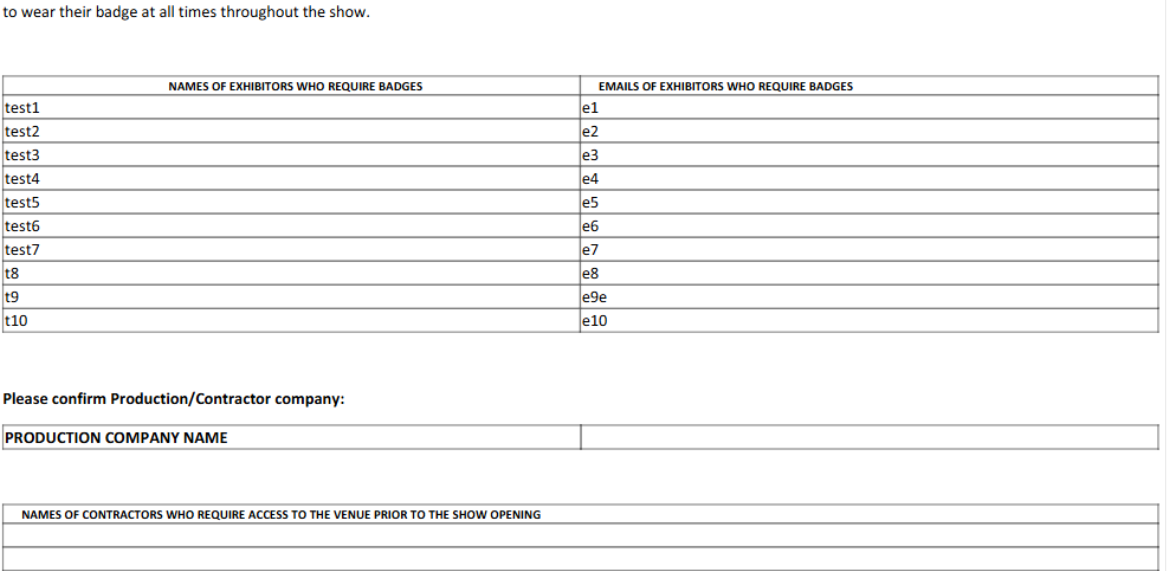 to wear their badge at all times throughout the show.
NAMES OF EXHIBITORS WHO REQUIRE BADGES EMAILS OF EXHIBITORS WHO REQUIRE BADGES
test1 e1
test2 e2
test3 e3
test4 e4
test5 e5
test6 e6
test7 e7
t8 e8
t9 e9e
t10 e10
Please confirm Production/Contractor company:
PRODUCTION COMPANY NAME
NAMES OF CONTRACTORS WHO REQUIRE ACCESS TO THE VENUE PRIOR TO THE SHOW OPENING